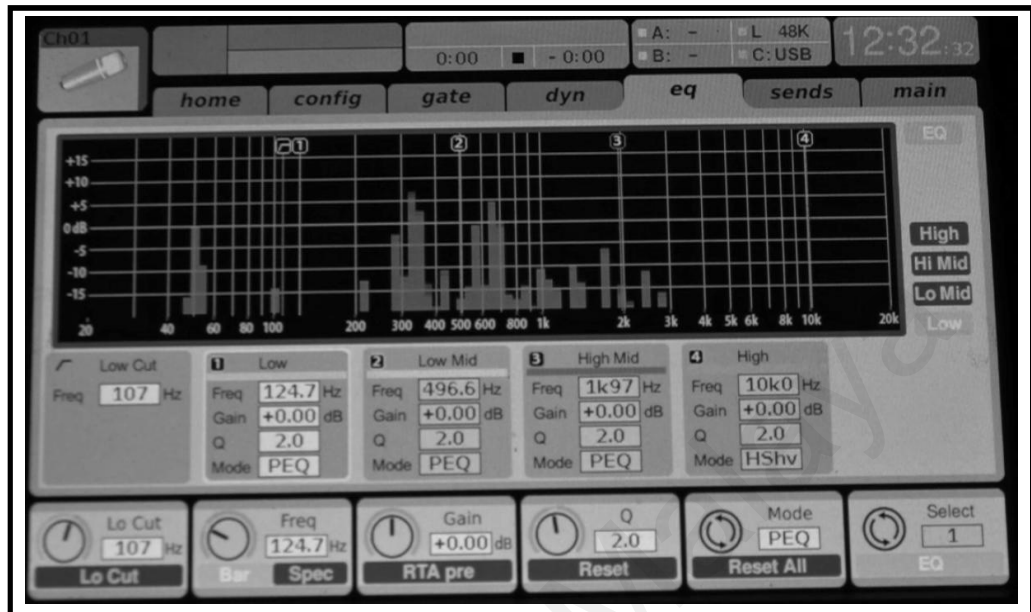 Ch01
0:00 - 0:00
A: - L 48K
B: - C:USB
12:32:32
home config gate dyn eq sends main
EQ
1 2 3 4
+15
+10
+5
0dB
-5
-10
-15
20 40 60 80 100 200 300 400 500 600 800 1k 2k 3k 4k 5k 6k 8k 10k 20k
High
Hi Mid
Lo Mid
Low
Low Cut
Freq 107 Hz
1 Low
Freq 124.7 Hz
Gain +0.00 dB
Q 2.0
Mode PEQ
2 Low Mid
Freq 496.6 Hz
Gain +0.00 dB
Q 2.0
Mode PEQ
3 High Mid
Freq 1k97 Hz
Gain +0.00 dB
Q 2.0
Mode PEQ
4 High
Freq 10k0 Hz
Gain +0.00 dB
Q 2.0
Mode HShv
Lo Cut
107 Hz
Lo Cut
Freq
124.7 Hz
Bar Spec
Gain
+0.00 dB
RTA pre
Q
2.0
Reset
Mode
PEQ
Reset All
Select
1
EQ